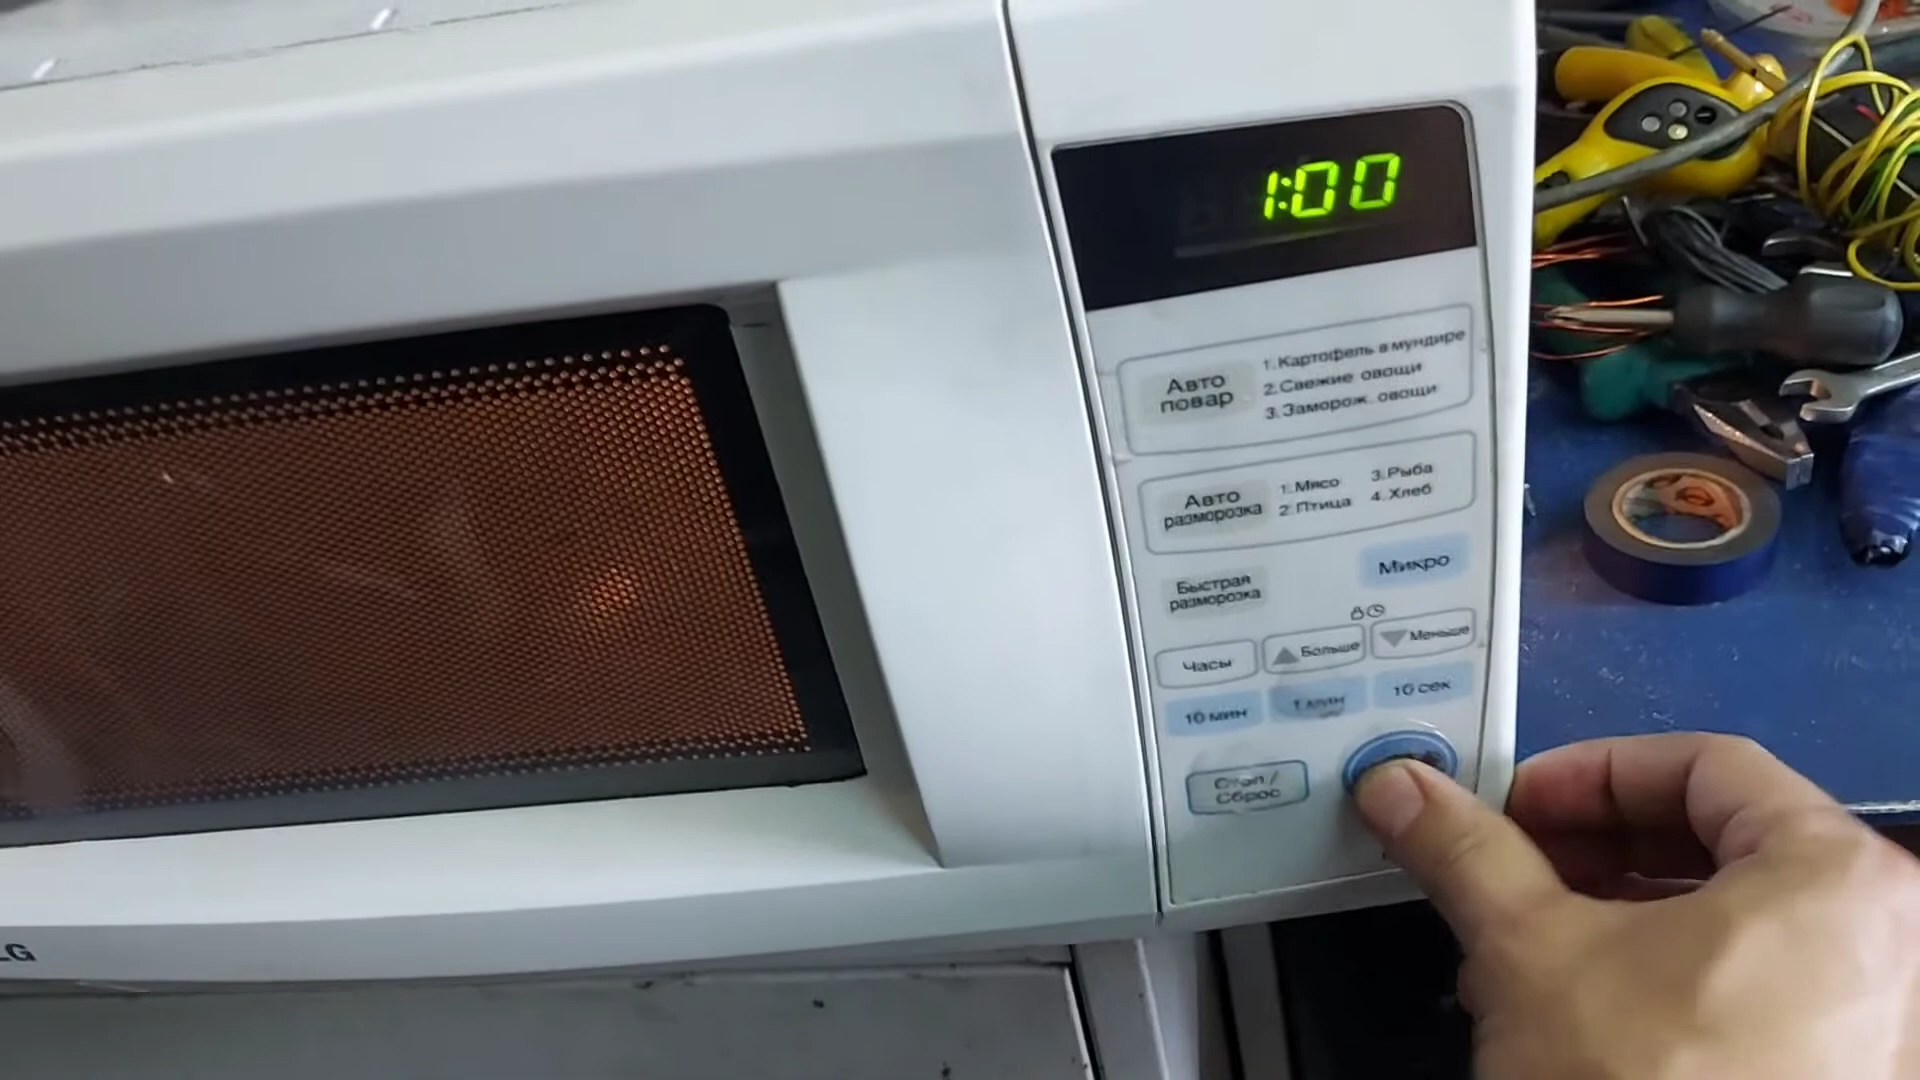 1:00
Авто
повар
1.Картофель в мундире
2.Свежие овощи
3.Заморож. овощи
Авто
разморозка
1.Мясо
3.Рыба
2.Птица
4.Хлеб
Микро
Быстрая
разморозка
Часы
Больше
Меньше
10 мин
1 мин
10 сек
Стоп /
Сброс
LG